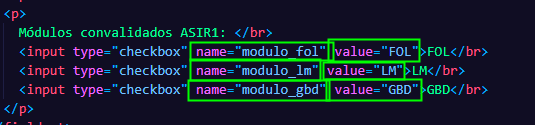 <p>
Módulos convalidados ASIR1: </br>
<input type="checkbox" name="modulo_fol" value="FOL">FOL</br>
<input type="checkbox" name="modulo_lm" value="LM">LM</br>
<input type="checkbox" name="modulo_gbd" value="GBD">GBD</br>
</p>